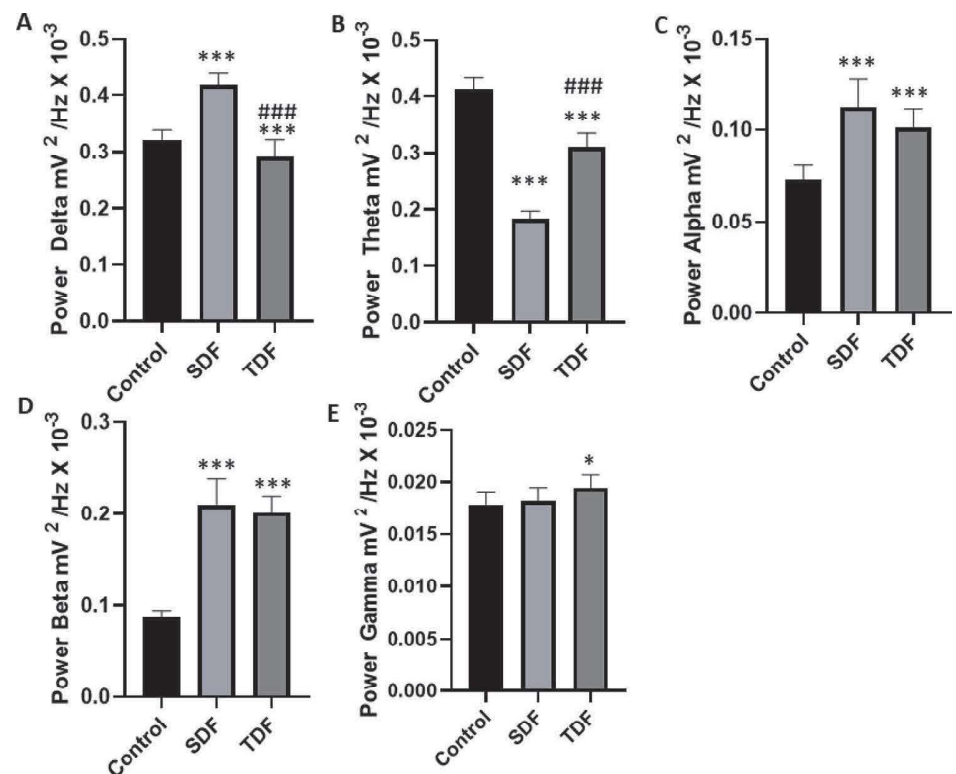 A
Power Delta mV 2 /Hz X 10-3
0.5
0.4
0.3
0.2
0.1
0.0
***
###
***
Control
SDF
TDF
B
Power Theta mV 2 /Hz X 10-3
0.5
0.4
0.3
0.2
0.1
0.0
***
###
***
Control
SDF
TDF
C
Power Alpha mV 2 /Hz X 10-3
0.15
0.10
0.05
0.00
***
***
Control
SDF
TDF
D
Power Beta mV 2 /Hz X 10-3
0.3
0.2
0.1
0.0
***
***
Control
SDF
TDF
E
Power Gamma mV 2 /Hz X 10-3
0.025
0.020
0.015
0.010
0.005
0.000
*
Control
SDF
TDF